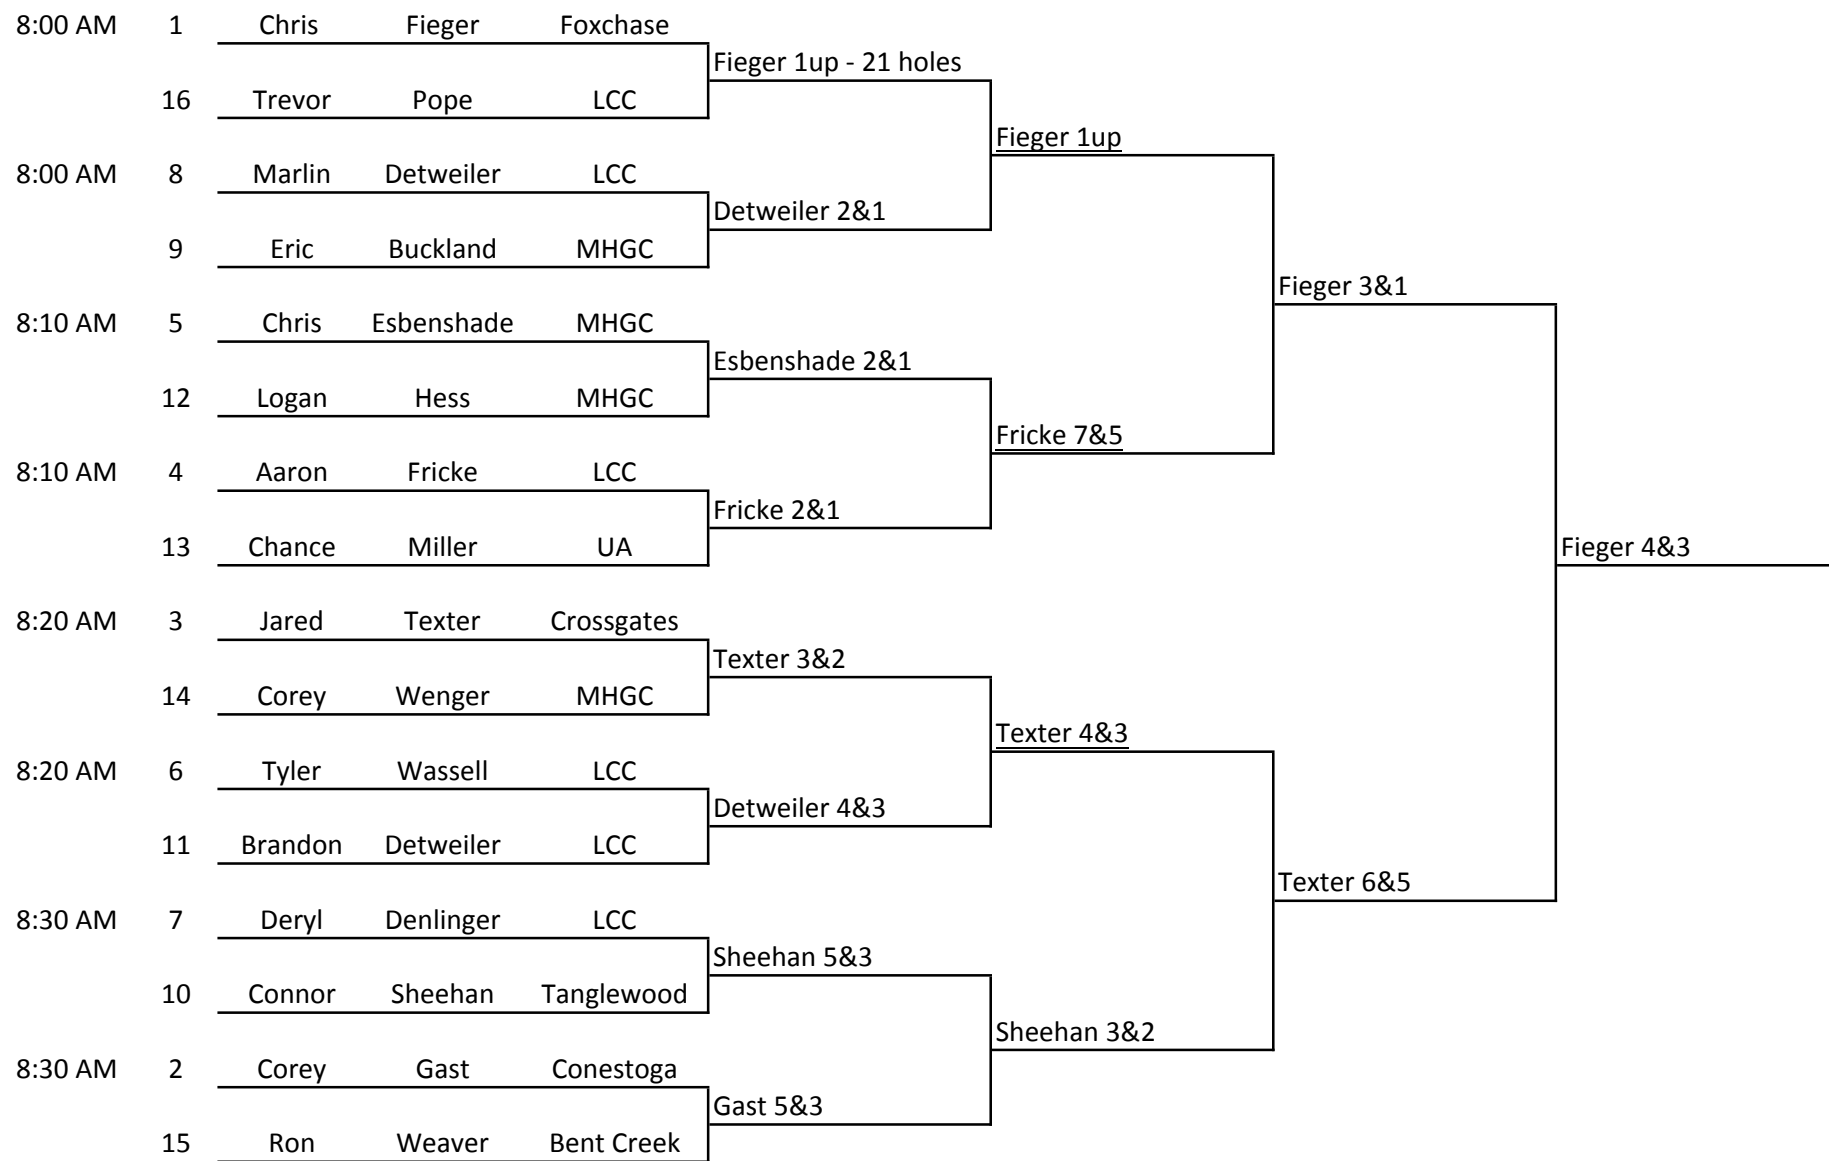 8:00 AM 1 Chris Fieger Foxchase
Fieger 1up - 21 holes
16 Trevor Pope LCC
Fieger 1up
8:00 AM 8 Marlin Detweiler LCC
Detweiler 2&1
9 Eric Buckland MHGC
Fieger 3&1
8:10 AM 5 Chris Esbenshade MHGC
Esbenshade 2&1
12 Logan Hess MHGC
Fricke 7&5
8:10 AM 4 Aaron Fricke LCC
Fricke 2&1
13 Chance Miller UA
Fieger 4&3
8:20 AM 3 Jared Texter Crossgates
Texter 3&2
14 Corey Wenger MHGC
Texter 4&3
8:20 AM 6 Tyler Wassell LCC
Detweiler 4&3
11 Brandon Detweiler LCC
Texter 6&5
8:30 AM 7 Deryl Denlinger LCC
Sheehan 5&3
10 Connor Sheehan Tanglewood
Sheehan 3&2
8:30 AM 2 Corey Gast Conestoga
Gast 5&3
15 Ron Weaver Bent Creek